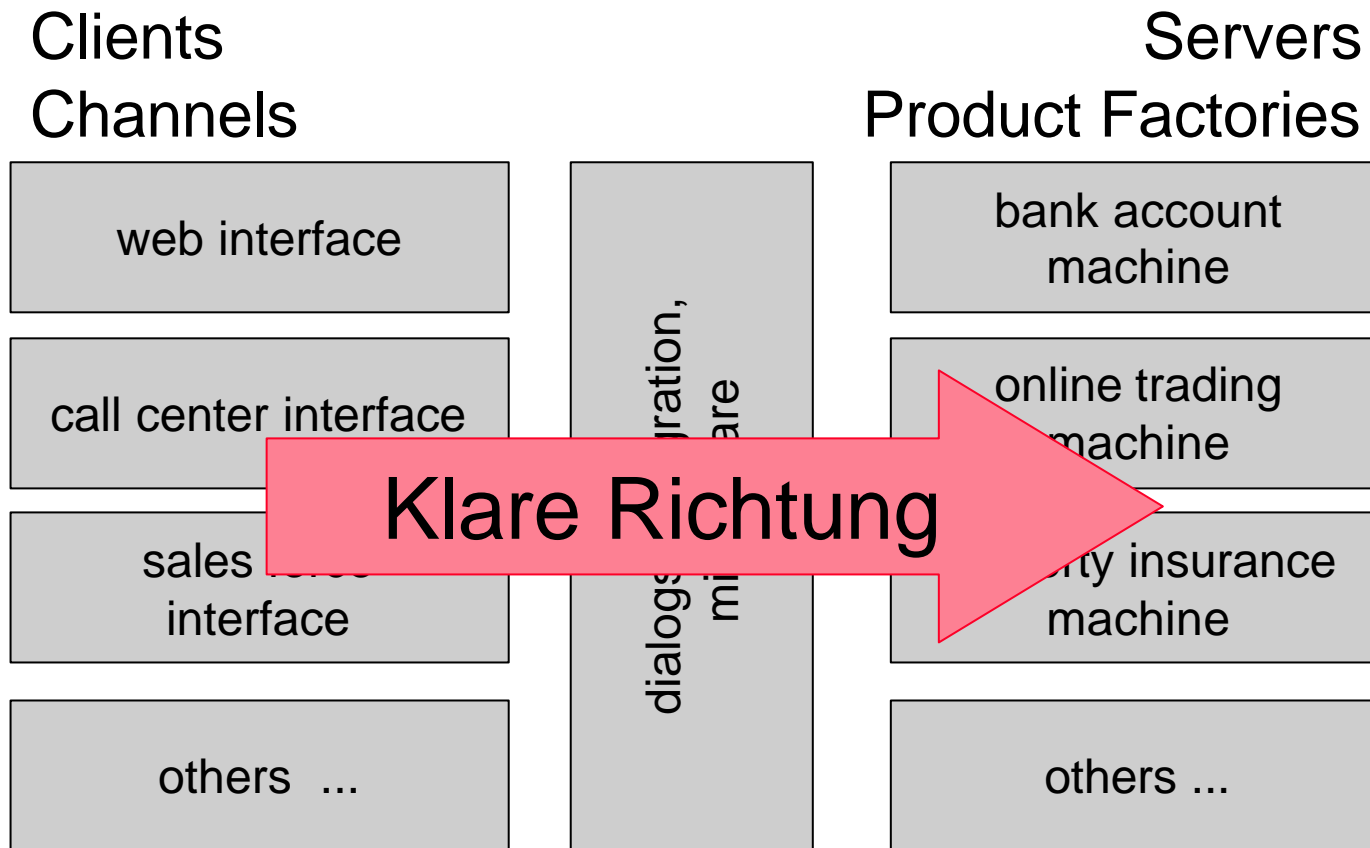 Clients
Channels
Servers
Product Factories
web interface
call center interface
sales
interface
others ...
dialogs
bank account
machine
online trading
machine
insurance
machine
others ...
Klare Richtung